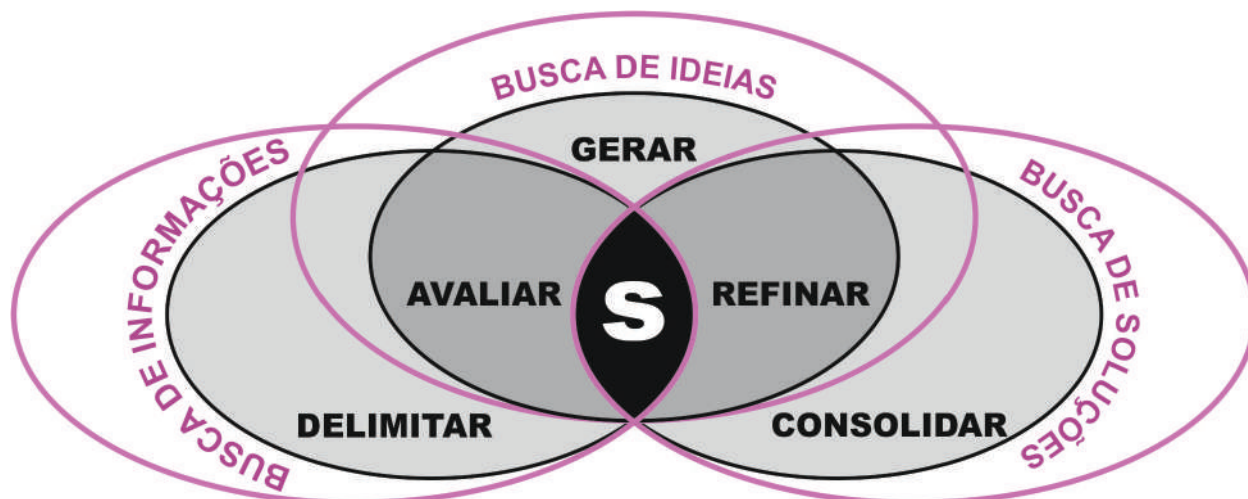 BUSCA DE IDEIAS
GERAR
BUSCA DE INFORMAÇÕES
BUSCA DE SOLUÇÕES
AVALIAR
S
REFINAR
DELIMITAR
CONSOLIDAR